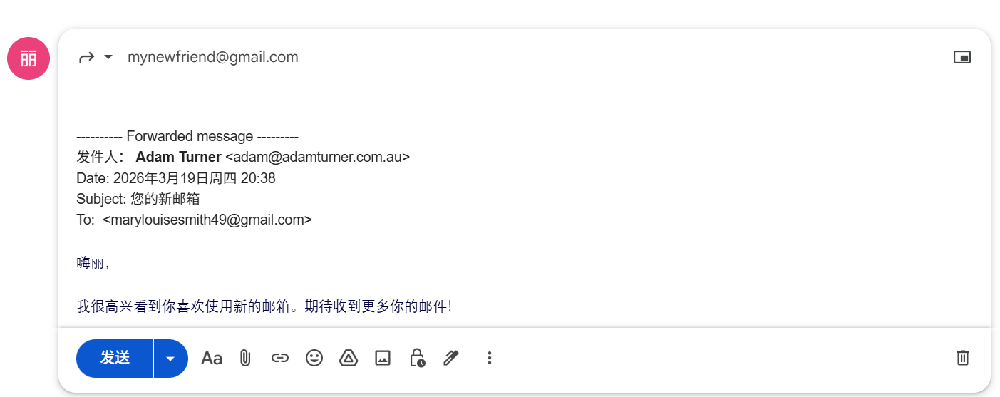 丽
mynewfriend@gmail.com
---------- Forwarded message ---------
发件人： Adam Turner <adam@adamturner.com.au>
Date: 2026年3月19日周四 20:38
Subject: 您的新邮箱
To: <marylouisesmith49@gmail.com>
嗨丽，
我很高兴看到你喜欢使用新的邮箱。期待收到更多你的邮件！
发送
Aa